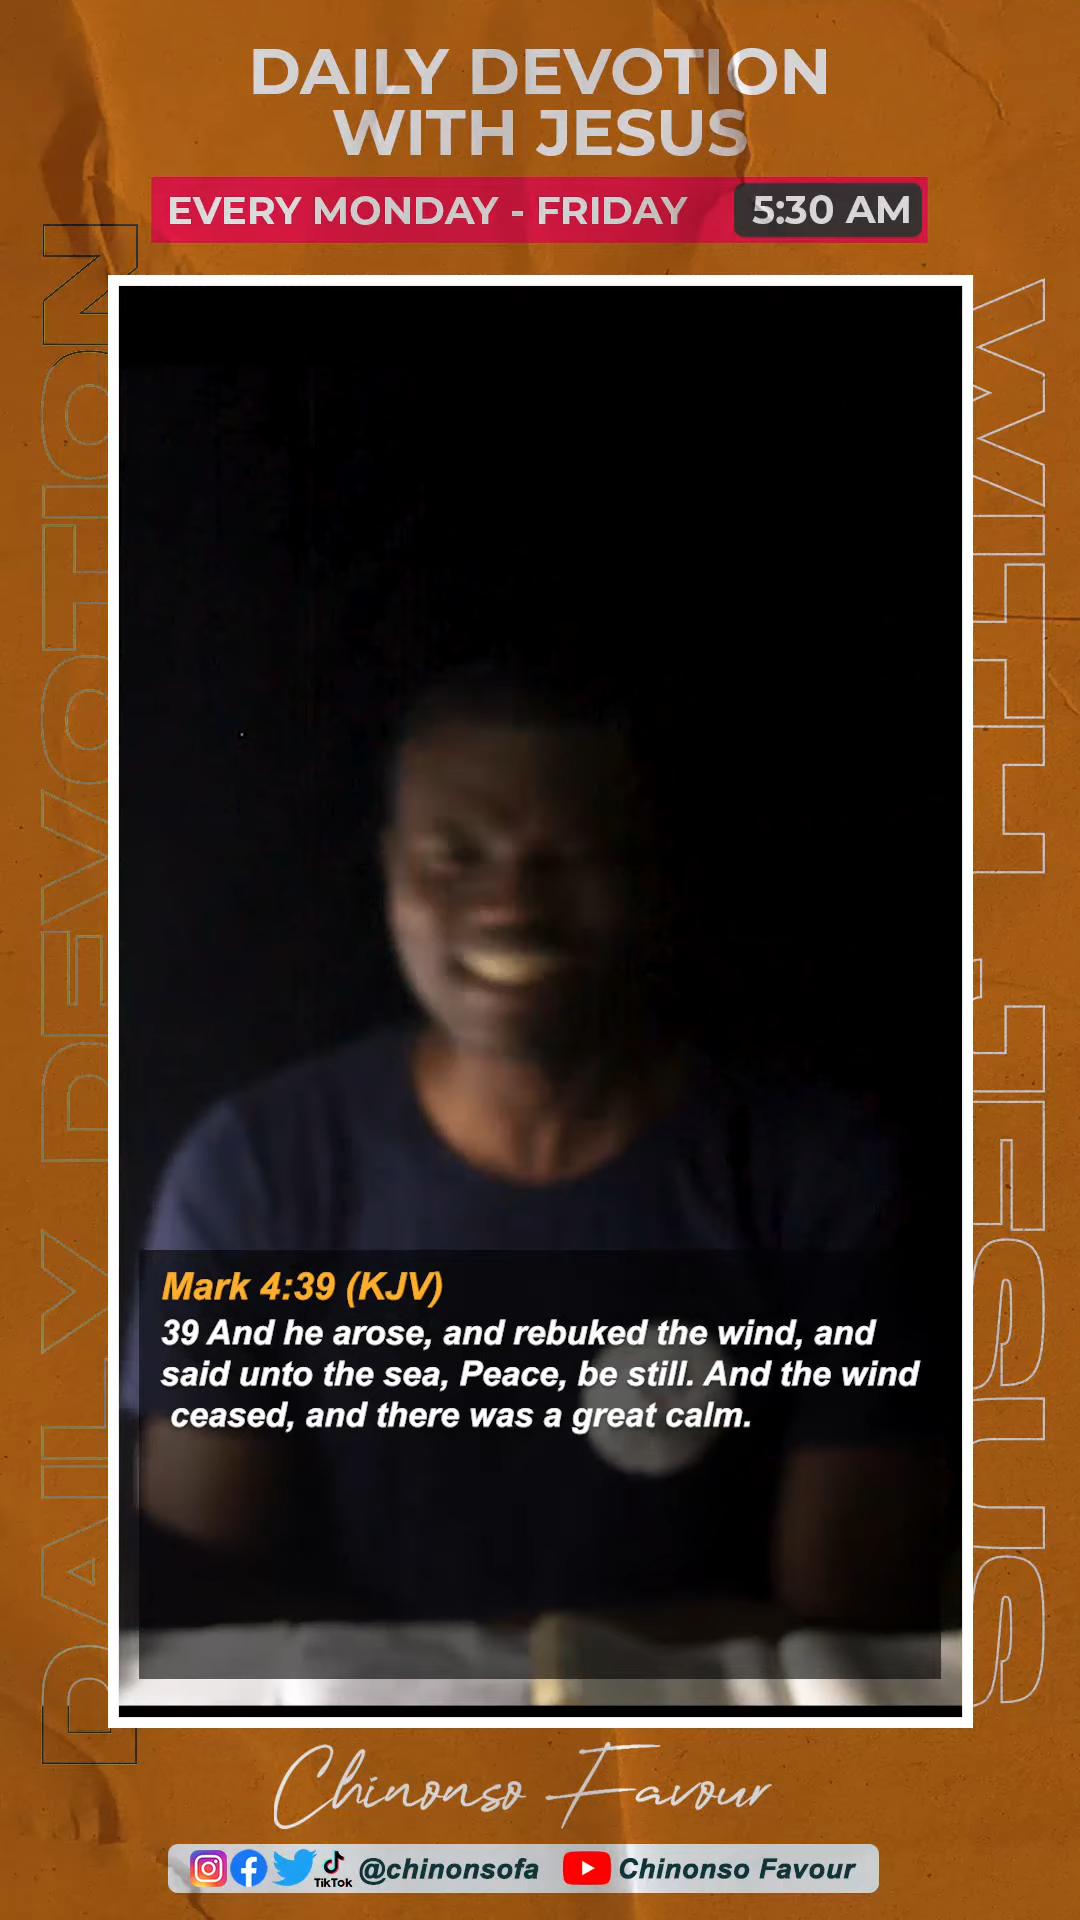 DAILY DEVOTION
WITH JESUS
EVERY MONDAY - FRIDAY 5:30 AM
DAILY DEVOTION
WITH JESUS
Mark 4:39 (KJV)
39 And he arose, and rebuked the wind, and
said unto the sea, Peace, be still. And the wind
ceased, and there was a great calm.
Chinonso Favour
TikTok @chinonsofa Chinonso Favour